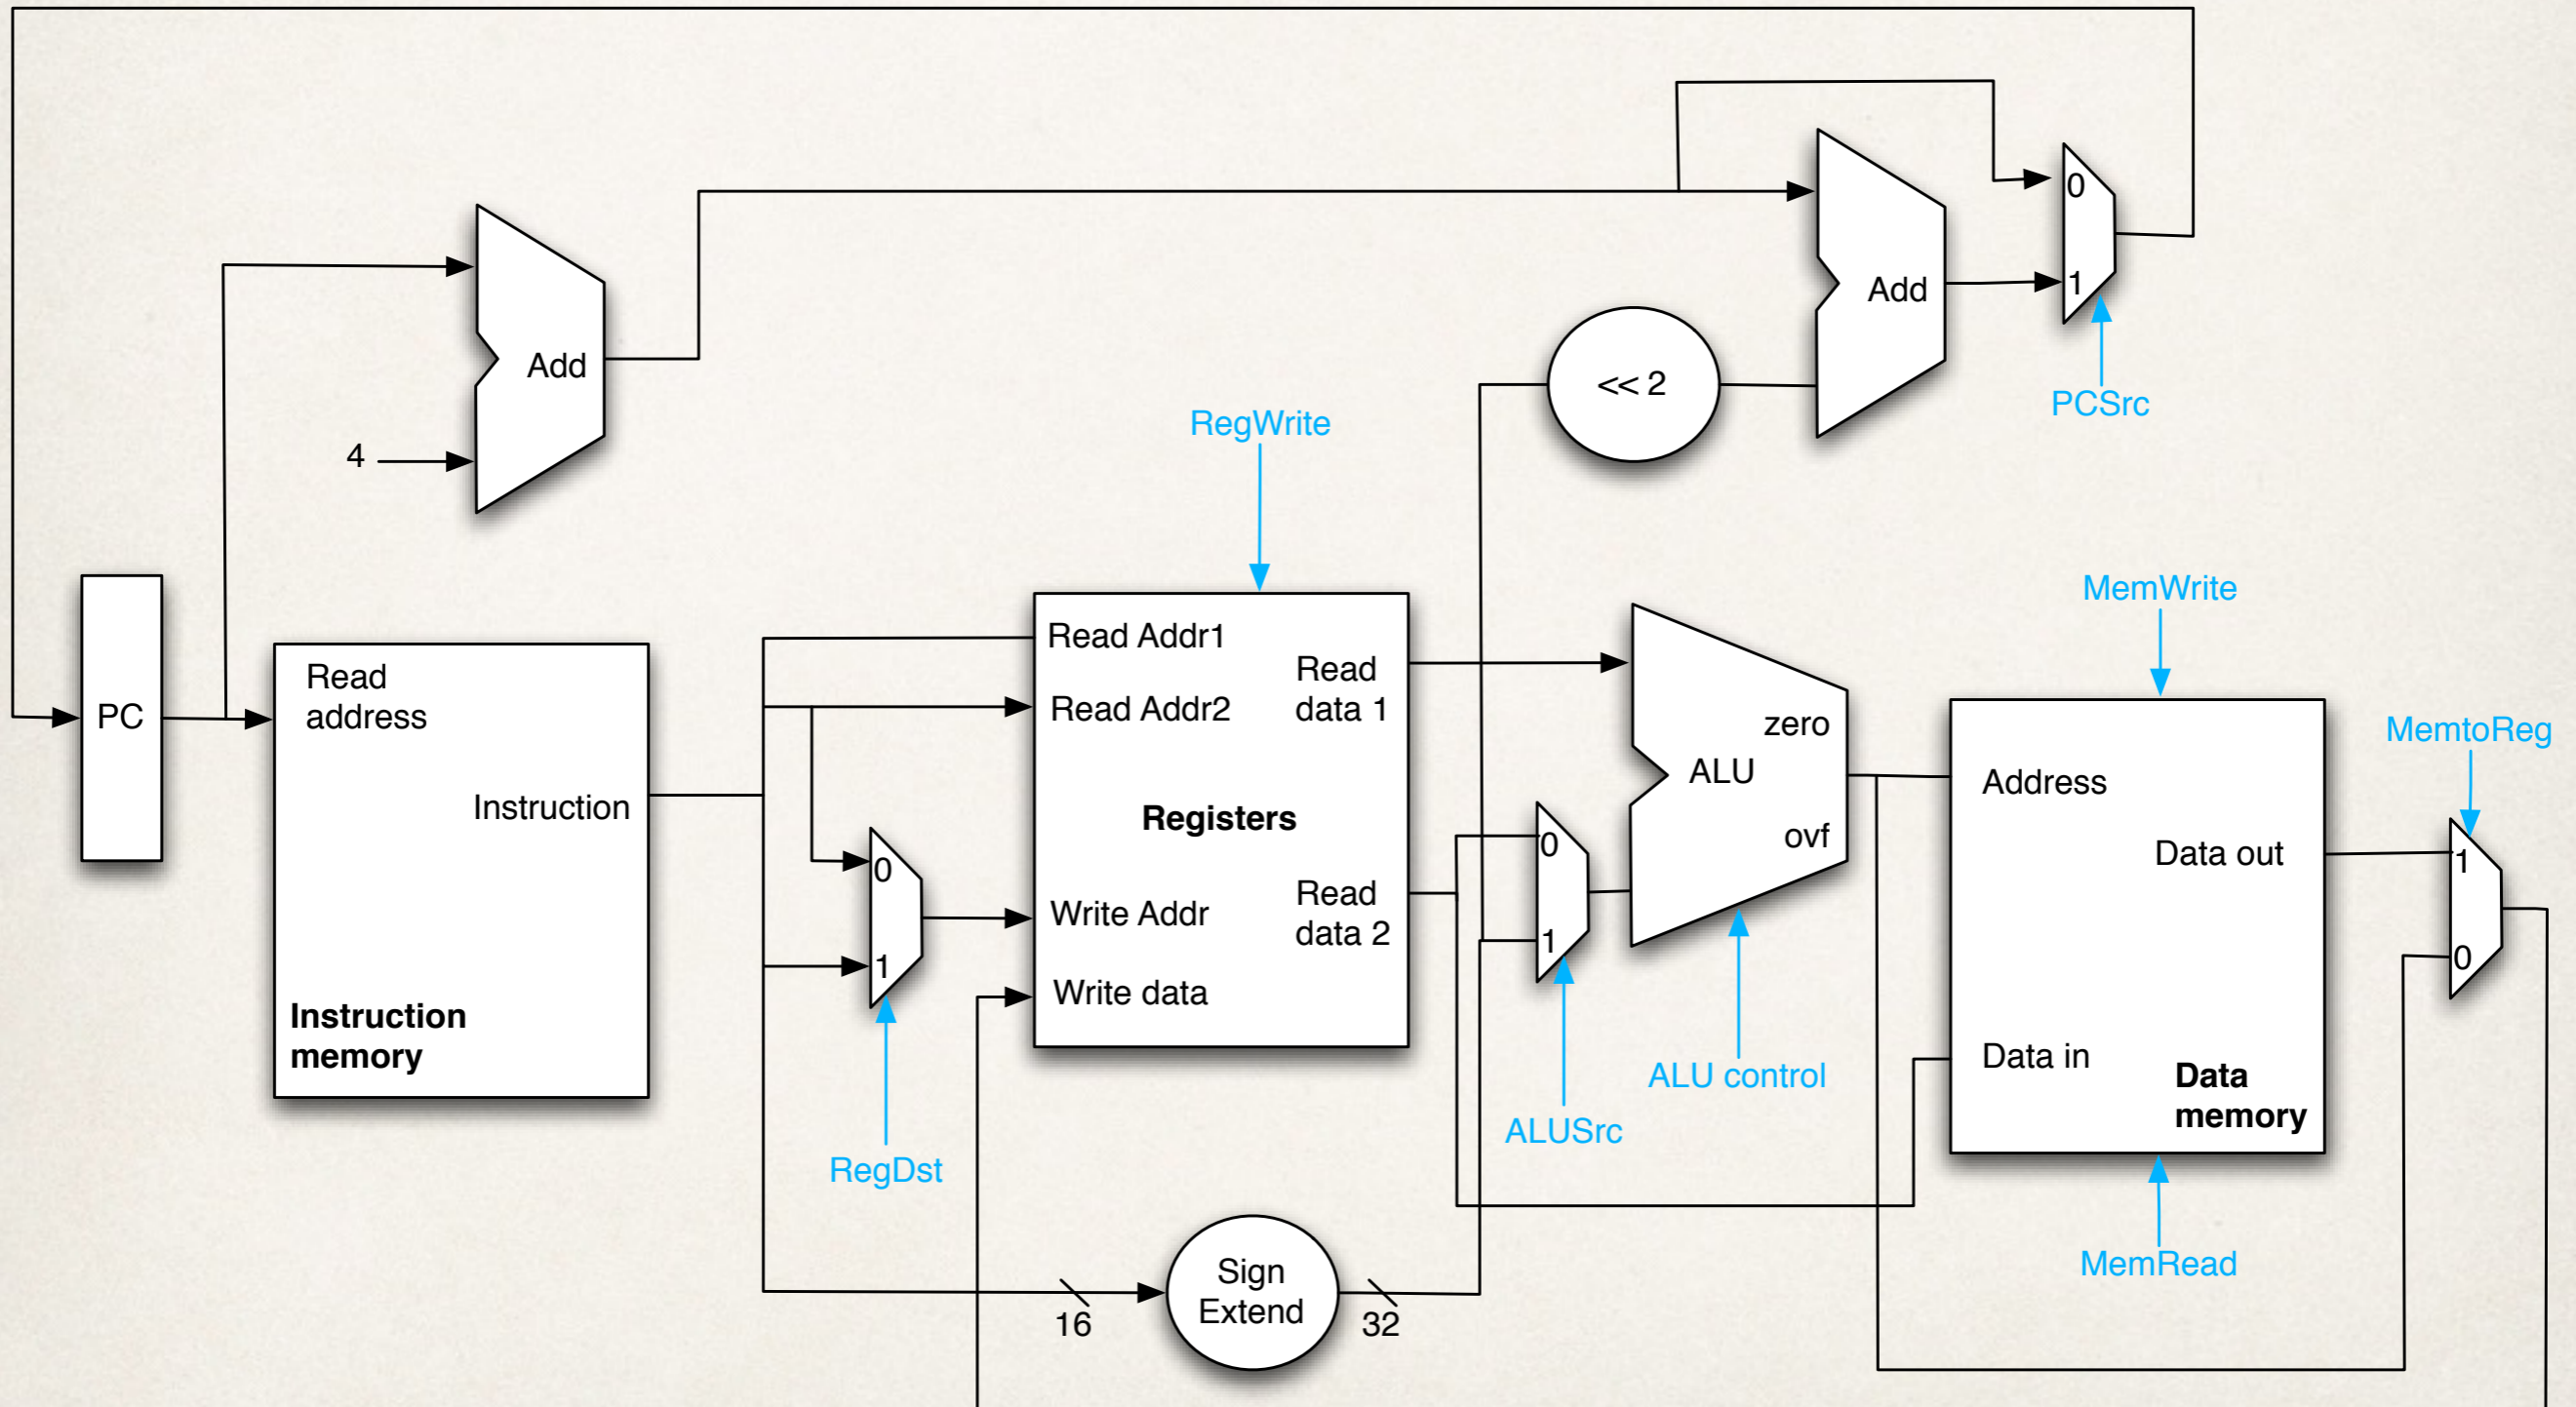 0
Add
1
Add
<< 2
PCSrc
RegWrite
4
MemWrite
PC
Read
address
Instruction
Instruction
memory
Read Addr1
Read
data 1
Read Addr2
Registers
Write Addr
Read
data 2
Write data
0
1
RegDst
zero
ALU
ovf
0
1
ALU control
ALUSrc
Address
Data out
Data in
Data
memory
MemtoReg
1
0
MemRead
Sign
Extend
16
32